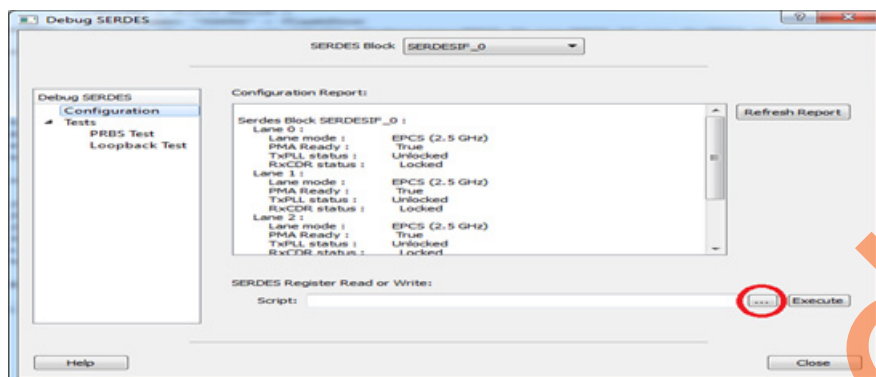 Debug SERDES
SERDES Block SERDESIF_0
Debug SERDES
Configuration
Tests
PRBS Test
Loopback Test
Configuration Report:
Refresh Report
Serdes Block SERDESIF_0 :
Lane 0 :
Lane mode : EPCS (2.5 GHz)
PMA Ready : True
TxPLL status : Unlocked
RxCDR status : Locked
Lane 1 :
Lane mode : EPCS (2.5 GHz)
PMA Ready : True
TxPLL status : Unlocked
RxCDR status : Locked
Lane 2 :
Lane mode : EPCS (2.5 GHz)
PMA Ready : True
TxPLL status : Unlocked
RxCDR status : Locked
SERDES Register Read or Write:
Script: ... Execute
Help Close